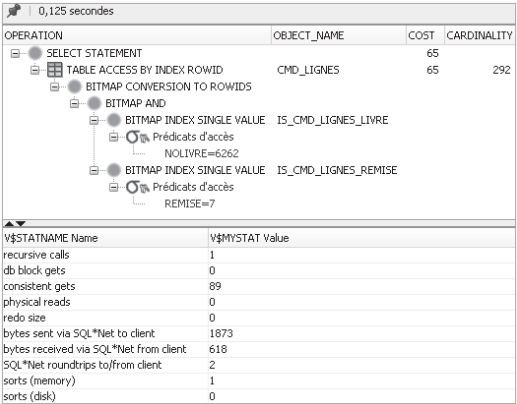 0,125 secondes
OPERATION OBJECT_NAME COST CARDINALITY
SELECT STATEMENT 65
TABLE ACCESS BY INDEX ROWID CMD_LIGNES 65 292
BITMAP CONVERSION TO ROWIDS
BITMAP AND
BITMAP INDEX SINGLE VALUE IS_CMD_LIGNES_LIVRE
Prédicats d'accès
NOLIVRE=6262
BITMAP INDEX SINGLE VALUE IS_CMD_LIGNES_REMISE
Prédicats d'accès
REMISE=7
V$STATNAME Name V$MYSTAT Value
recursive calls 1
db block gets 0
consistent gets 89
physical reads 0
redo size 0
bytes sent via SQL*Net to client 1873
bytes received via SQL*Net from client 618
SQL*Net roundtrips to/from client 2
sorts (memory) 1
sorts (disk) 0